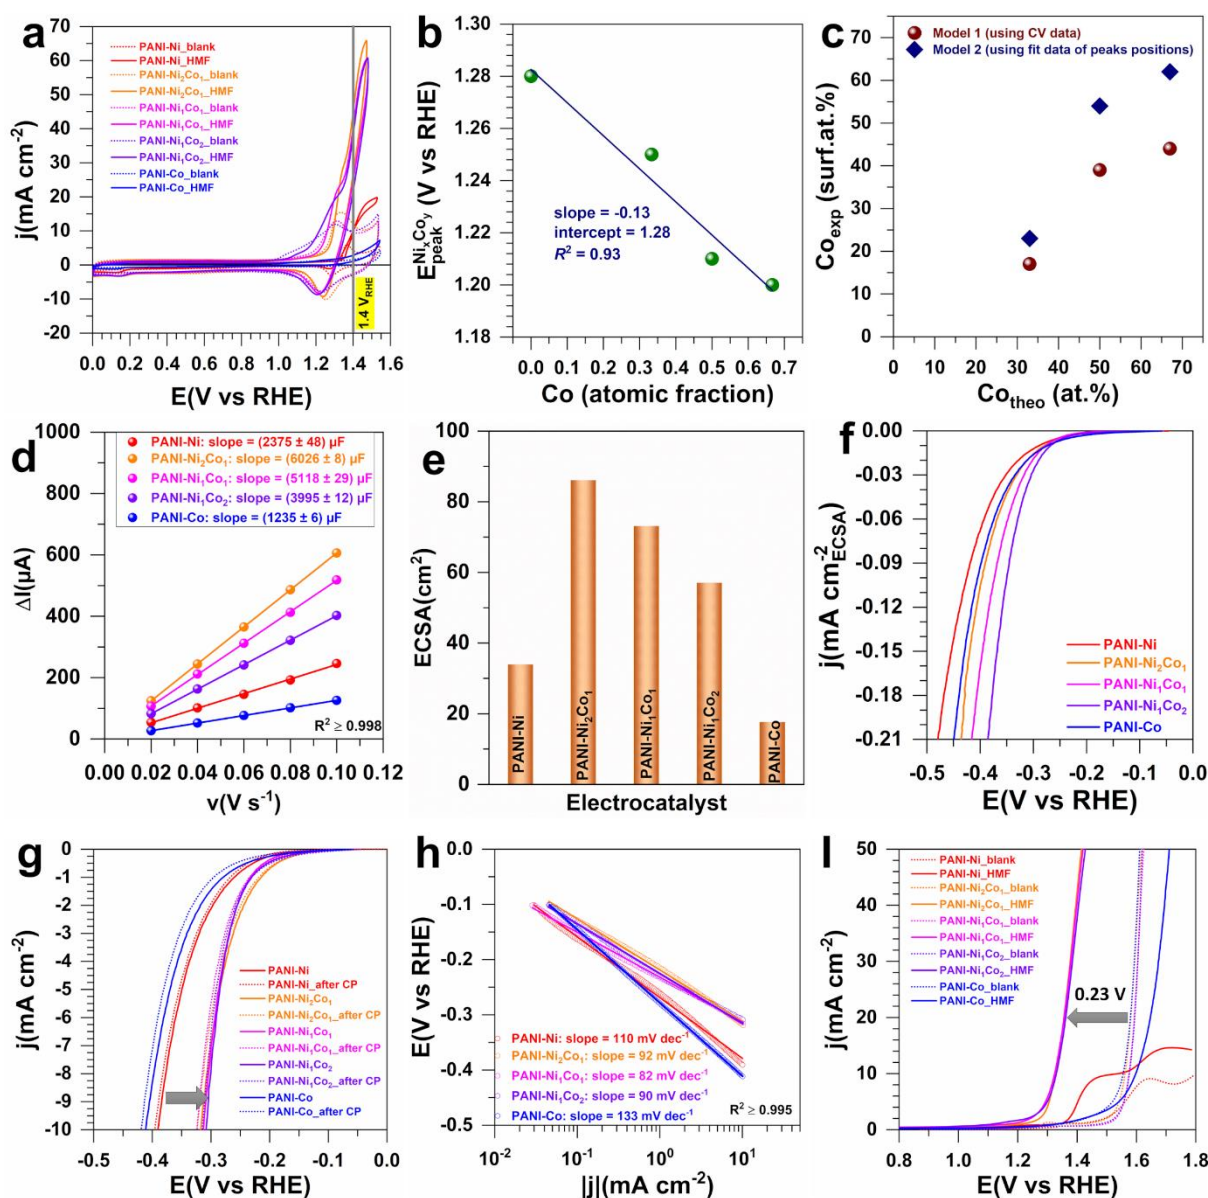 a
j(mA cm⁻²)
70
60
50
40
30
20
10
0
-10
-20
PANI-Ni_blank
PANI-Ni_HMF
PANI-Ni₂Co₁_blank
PANI-Ni₂Co₁_HMF
PANI-Ni₁Co₁_blank
PANI-Ni₁Co₁_HMF
PANI-Ni₁Co₂_blank
PANI-Ni₁Co₂_HMF
PANI-Co_blank
PANI-Co_HMF
1.4 V_RHE
0.0 0.2 0.4 0.6 0.8 1.0 1.2 1.4 1.6
E(V vs RHE)
b
E_peak^NiₓCoᵧ (V vs RHE)
1.30
1.28
1.26
1.24
1.22
1.20
1.18
slope = -0.13
intercept = 1.28
R² = 0.93
0.0 0.1 0.2 0.3 0.4 0.5 0.6 0.7
Co (atomic fraction)
c
Co_exp (surf.at.%)
70
60
50
40
30
20
10
0
Model 1 (using CV data)
Model 2 (using fit data of peaks positions)
0 10 20 30 40 50 60 70
Co_theo (at.%)
d
ΔI(µA)
1000
800
600
400
200
0
PANI-Ni: slope = (2375 ± 48) µF
PANI-Ni₂Co₁: slope = (6026 ± 8) µF
PANI-Ni₁Co₁: slope = (5118 ± 29) µF
PANI-Ni₁Co₂: slope = (3995 ± 12) µF
PANI-Co: slope = (1235 ± 6) µF
R² ≥ 0.998
0.00 0.02 0.04 0.06 0.08 0.10 0.12
v(V s⁻¹)
e
ECSA(cm²)
100
80
60
40
20
0
PANI-Ni
PANI-Ni₂Co₁
PANI-Ni₁Co₁
PANI-Ni₁Co₂
PANI-Co
Electrocatalyst
f
j(mA cm⁻²_ECSA)
0.00
-0.03
-0.06
-0.09
-0.12
-0.15
-0.18
-0.21
PANI-Ni
PANI-Ni₂Co₁
PANI-Ni₁Co₁
PANI-Ni₁Co₂
PANI-Co
-0.5 -0.4 -0.3 -0.2 -0.1 0.0
E(V vs RHE)
g
j(mA cm⁻²)
0
-1
-2
-3
-4
-5
-6
-7
-8
-9
-10
PANI-Ni
PANI-Ni_after CP
PANI-Ni₂Co₁
PANI-Ni₂Co₁_after CP
PANI-Ni₁Co₁
PANI-Ni₁Co₁_after CP
PANI-Ni₁Co₂
PANI-Ni₁Co₂_after CP
PANI-Co
PANI-Co_after CP
-0.5 -0.4 -0.3 -0.2 -0.1 0.0
E(V vs RHE)
h
E(V vs RHE)
0.0
-0.1
-0.2
-0.3
-0.4
-0.5
PANI-Ni: slope = 110 mV dec⁻¹
PANI-Ni₂Co₁: slope = 92 mV dec⁻¹
PANI-Ni₁Co₁: slope = 82 mV dec⁻¹
PANI-Ni₁Co₂: slope = 90 mV dec⁻¹
PANI-Co: slope = 133 mV dec⁻¹
R² ≥ 0.995
10⁻² 10⁻¹ 10⁰ 10¹
|j|(mA cm⁻²)
I
j(mA cm⁻²)
50
40
30
20
10
0
PANI-Ni_blank
PANI-Ni_HMF
PANI-Ni₂Co₁_blank
PANI-Ni₂Co₁_HMF
PANI-Ni₁Co₁_blank
PANI-Ni₁Co₁_HMF
PANI-Ni₁Co₂_blank
PANI-Ni₁Co₂_HMF
PANI-Co_blank
PANI-Co_HMF
0.23 V
0.8 1.0 1.2 1.4 1.6 1.8
E(V vs RHE)